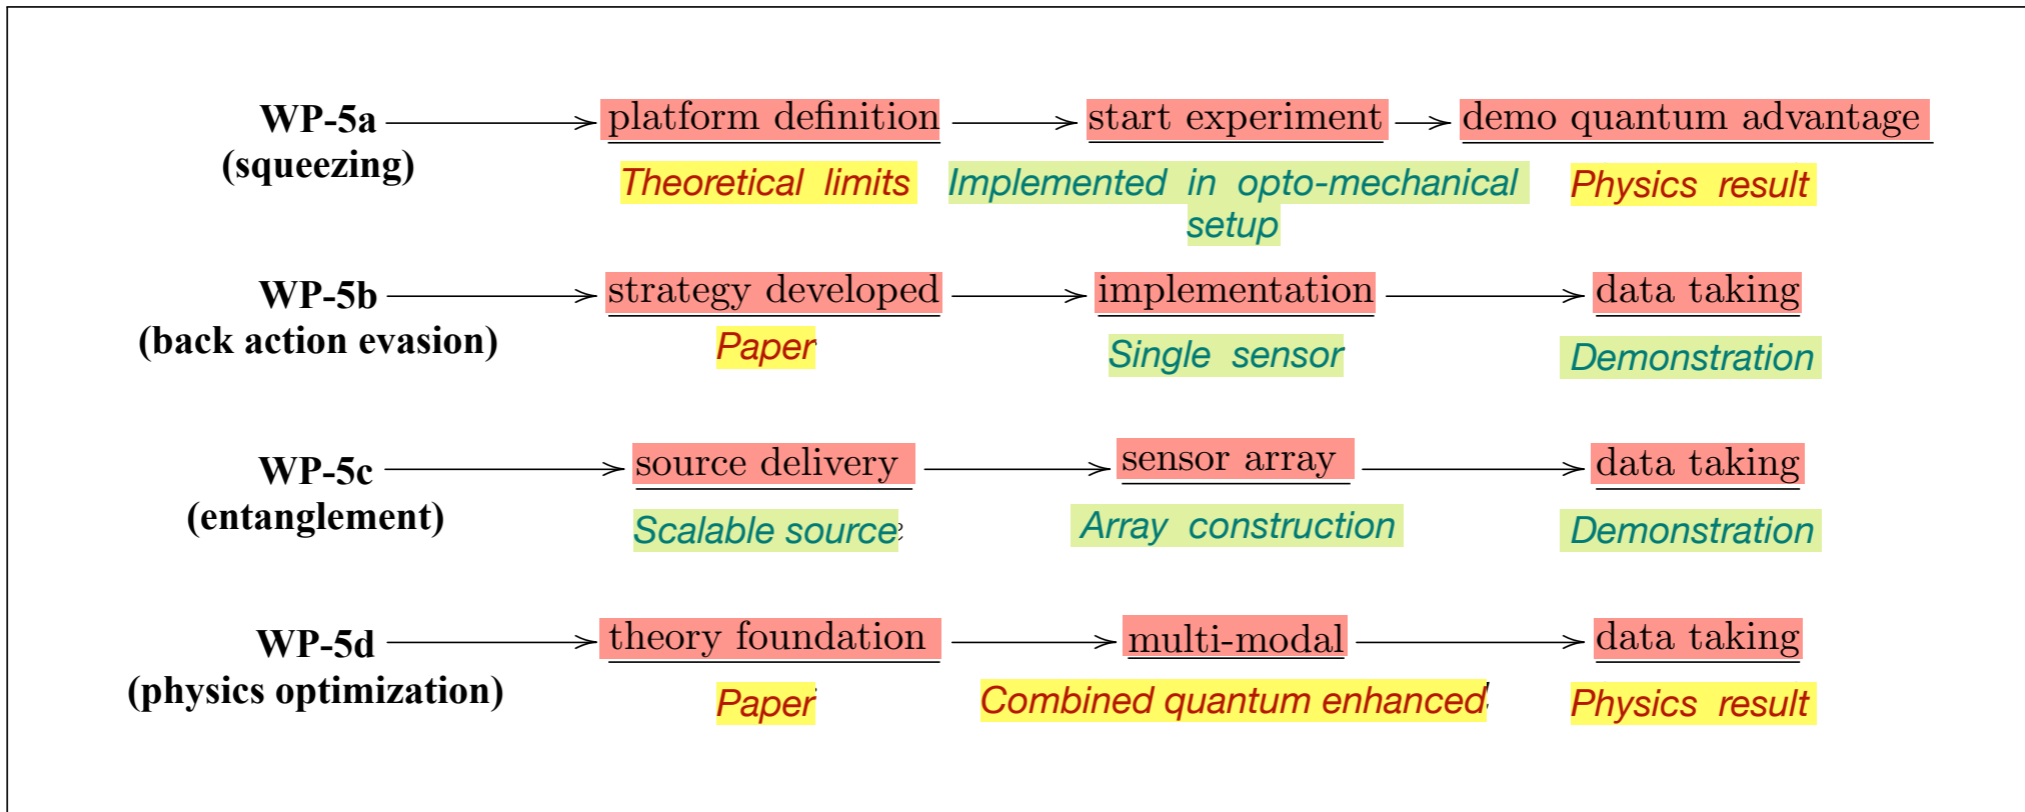 WP-5a platform definition start experiment demo quantum advantage
(squeezing) Theoretical limits Implemented in opto-mechanical Physics result
setup
WP-5b strategy developed implementation data taking
(back action evasion) Paper Single sensor Demonstration
WP-5c source delivery sensor array data taking
(entanglement) Scalable source Array construction Demonstration
WP-5d theory foundation multi-modal data taking
(physics optimization) Paper Combined quantum enhanced Physics result